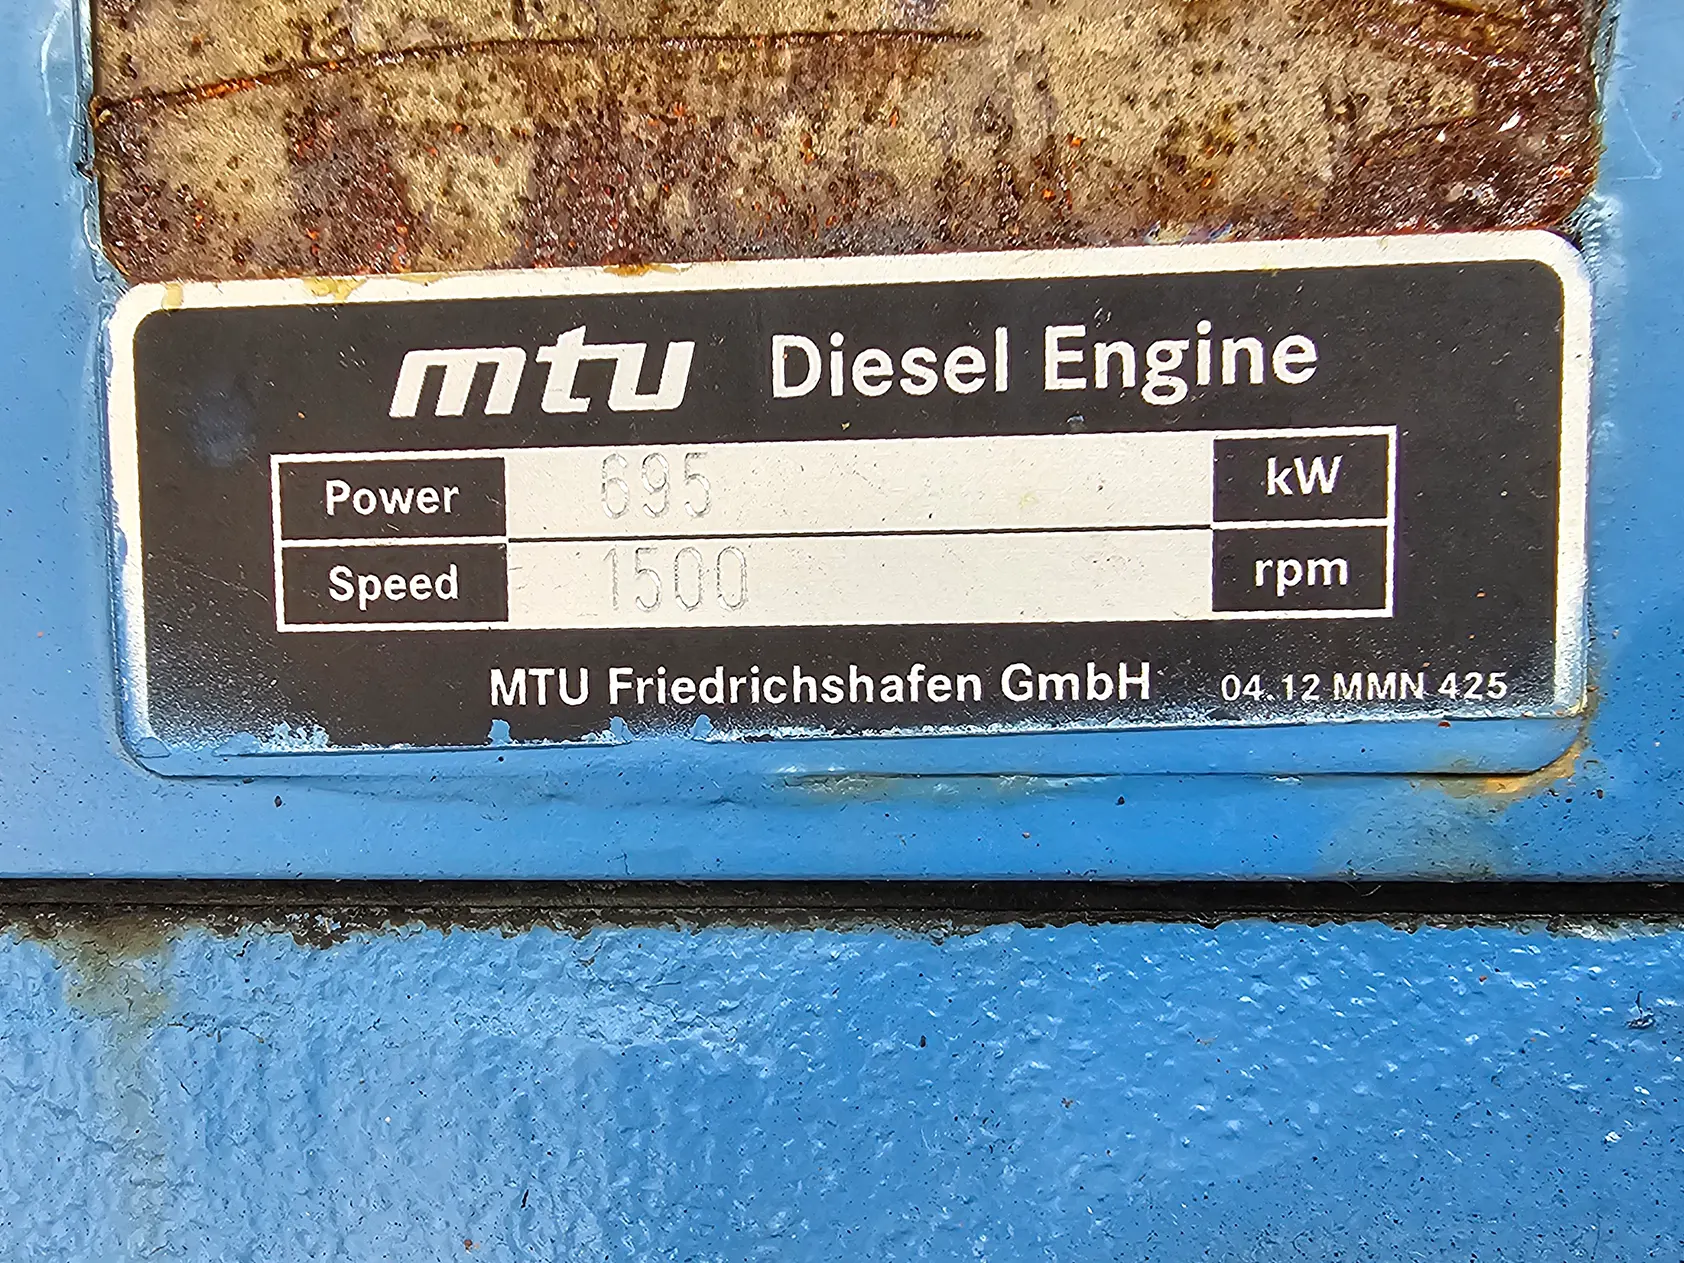 mtu Diesel Engine
Power 695 kW
Speed 1500 rpm
MTU Friedrichshafen GmbH 04.12 MMN 425